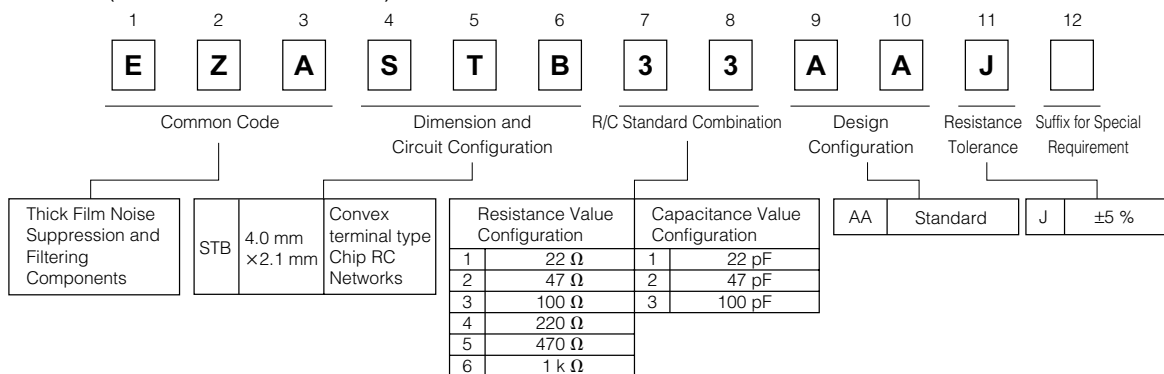 1 2 3 4 5 6 7 8 9 10 11 12
E Z A S T B 3 3 A A J
Common Code
Dimension and
Circuit Configuration
R/C Standard Combination
Design
Configuration
Resistance
Tolerance
Suffix for Special
Requirement
Thick Film Noise
Suppression and
Filtering
Components
STB
4.0 mm
×2.1 mm
Convex
terminal type
Chip RC
Networks
Resistance Value
Configuration
1 22 Ω
2 47 Ω
3 100 Ω
4 220 Ω
5 470 Ω
6 1 k Ω
Capacitance Value
Configuration
1 22 pF
2 47 pF
3 100 pF
AA Standard
J ±5 %